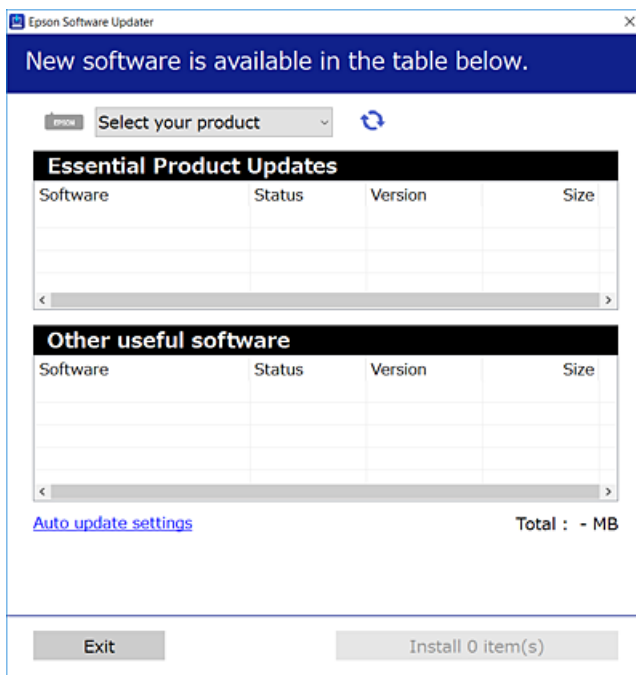 Epson Software Updater
New software is available in the table below.
EPSON Select your product
Essential Product Updates
Software Status Version Size
Other useful software
Software Status Version Size
Auto update settings Total : - MB
Exit Install 0 item(s)